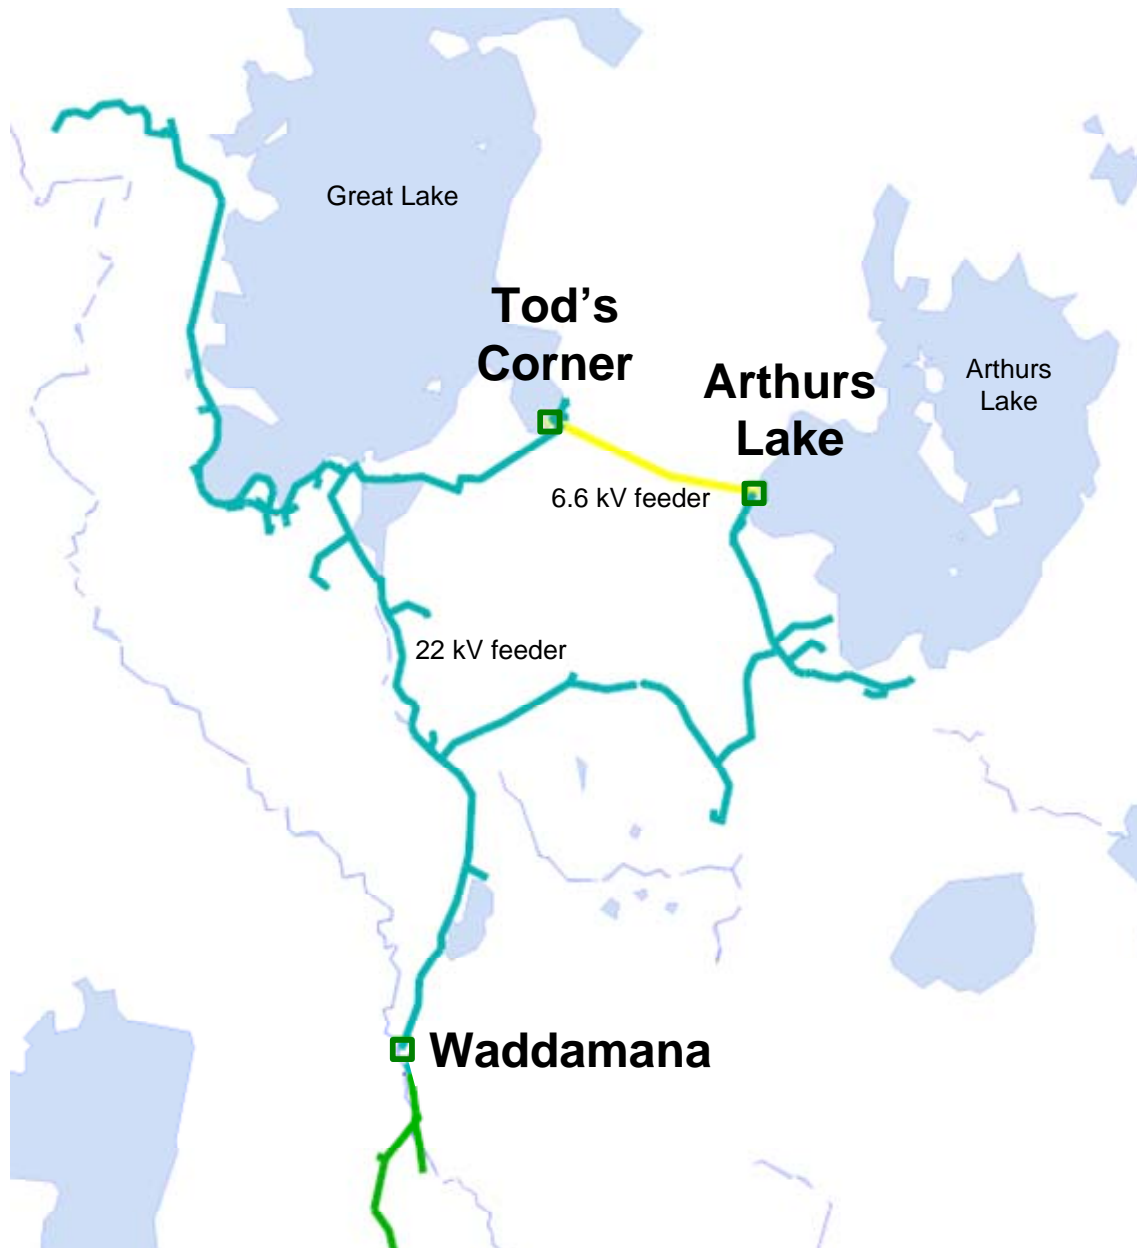 Great Lake
Tod’s
Corner
Arthurs
Lake
Arthurs
Lake
6.6 kV feeder
22 kV feeder
Waddamana